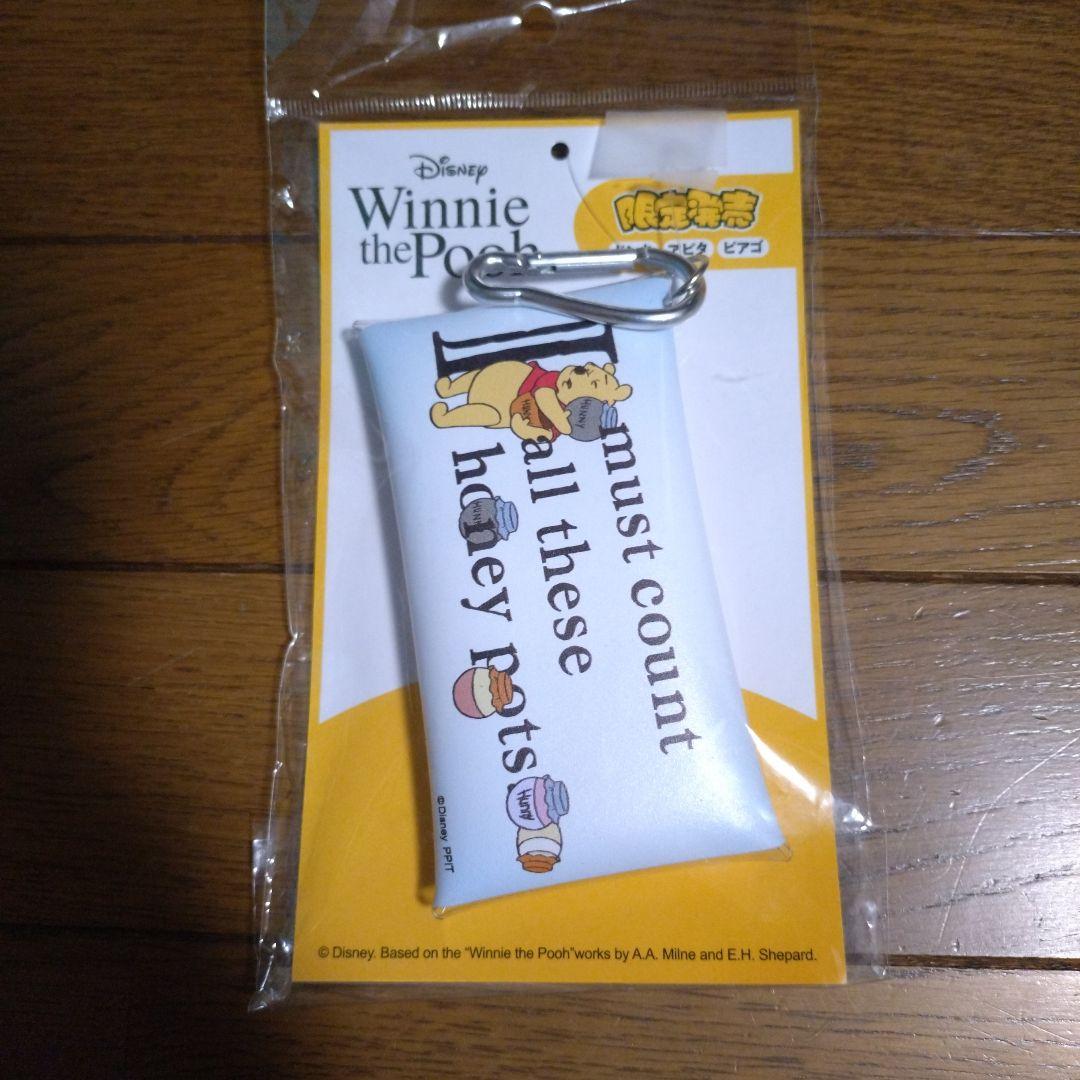 Disney
Winnie
the Pooh
限定発売
アピタ ピアゴ
I must count
all these
honey pots.
HUNNY
HUNNY
Hunny
©Disney PPIT
© Disney. Based on the "Winnie the Pooh"works by A.A. Milne and E.H. Shepard.